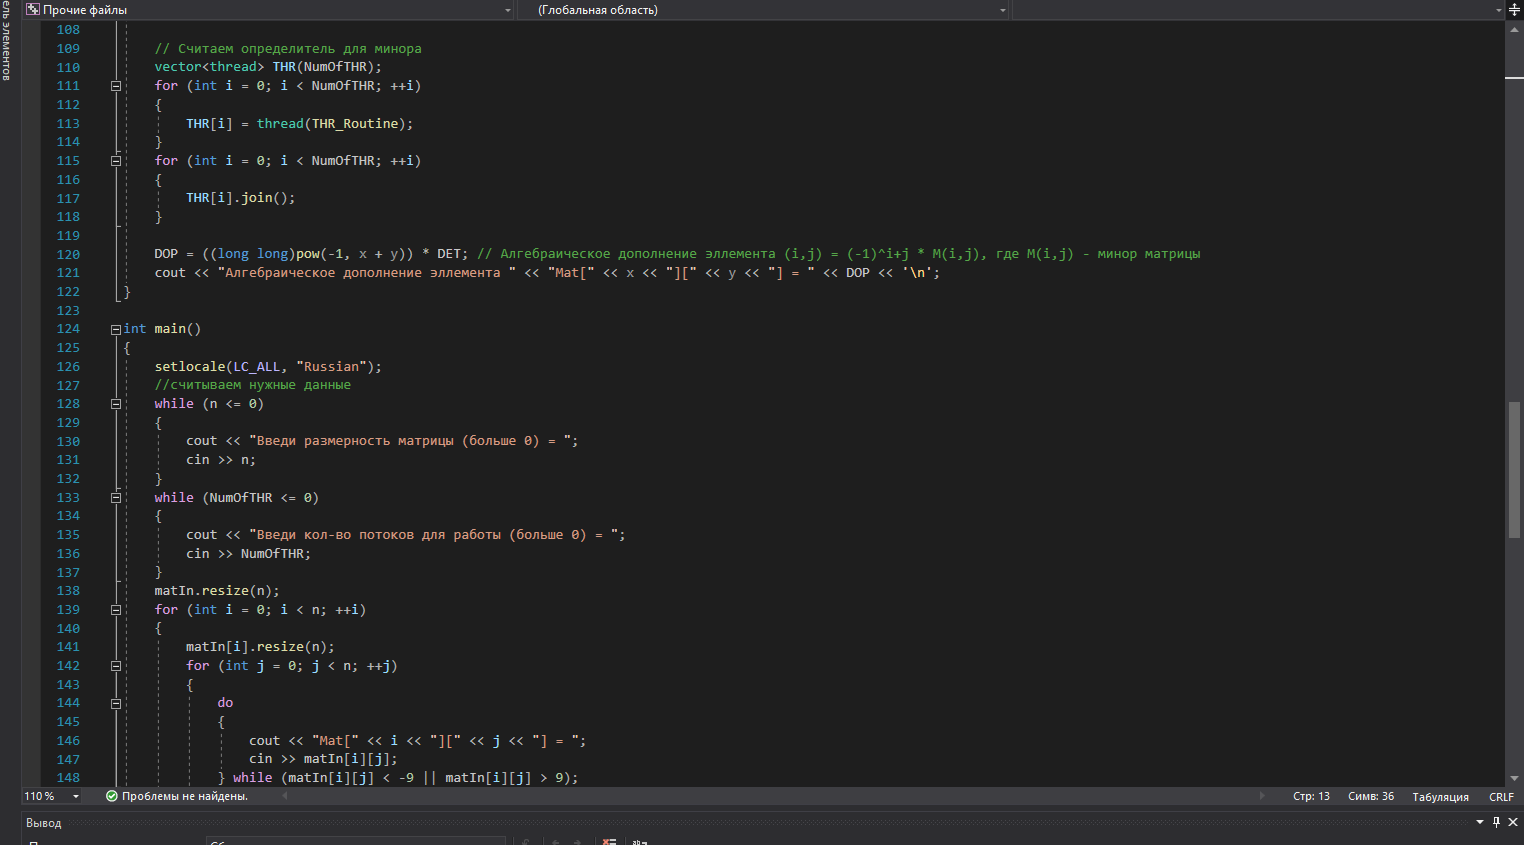 ель элементов
Прочие файлы (Глобальная область)
108
109 // Считаем определитель для минора
110 vector<thread> THR(NumOfTHR);
111 for (int i = 0; i < NumOfTHR; ++i)
112 {
113 THR[i] = thread(THR_Routine);
114 }
115 for (int i = 0; i < NumOfTHR; ++i)
116 {
117 THR[i].join();
118 }
119
120 DOP = ((long long)pow(-1, x + y)) * DET; // Алгебраическое дополнение эллемента (i,j) = (-1)^i+j * M(i,j), где M(i,j) - минор матрицы
121 cout << "Алгебраическое дополнение эллемента " << "Mat[" << x << "][" << y << "] = " << DOP << '\n';
122 }
123
124 int main()
125 {
126 setlocale(LC_ALL, "Russian");
127 //считываем нужные данные
128 while (n <= 0)
129 {
130 cout << "Введи размерность матрицы (больше 0) = ";
131 cin >> n;
132 }
133 while (NumOfTHR <= 0)
134 {
135 cout << "Введи кол-во потоков для работы (больше 0) = ";
136 cin >> NumOfTHR;
137 }
138 matIn.resize(n);
139 for (int i = 0; i < n; ++i)
140 {
141 matIn[i].resize(n);
142 for (int j = 0; j < n; ++j)
143 {
144 do
145 {
146 cout << "Mat[" << i << "][" << j << "] = ";
147 cin >> matIn[i][j];
148 } while (matIn[i][j] < -9 || matIn[i][j] > 9);
110 % Проблемы не найдены. Стр: 13 Симв: 36 Табуляция CRLF
Вывод